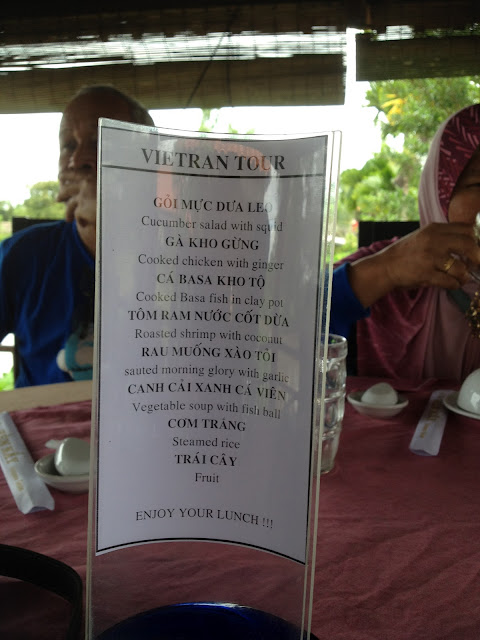 VIETRAN TOUR
GỎI MỰC DƯA LEO
Cucumber salad with squid
GÀ KHO GỪNG
Cooked chicken with ginger
CÁ BASA KHO TỘ
Cooked Basa fish in clay pot
TÔM RAM NƯỚC CỐT DỪA
Roasted shrimp with coconut
RAU MUỐNG XÀO TỎI
sauted morning glory with garlic
CANH CẢI XANH CÁ VIÊN
Vegetable soup with fish ball
CƠM TRẮNG
Steamed rice
TRÁI CÂY
Fruit
ENJOY YOUR LUNCH !!!